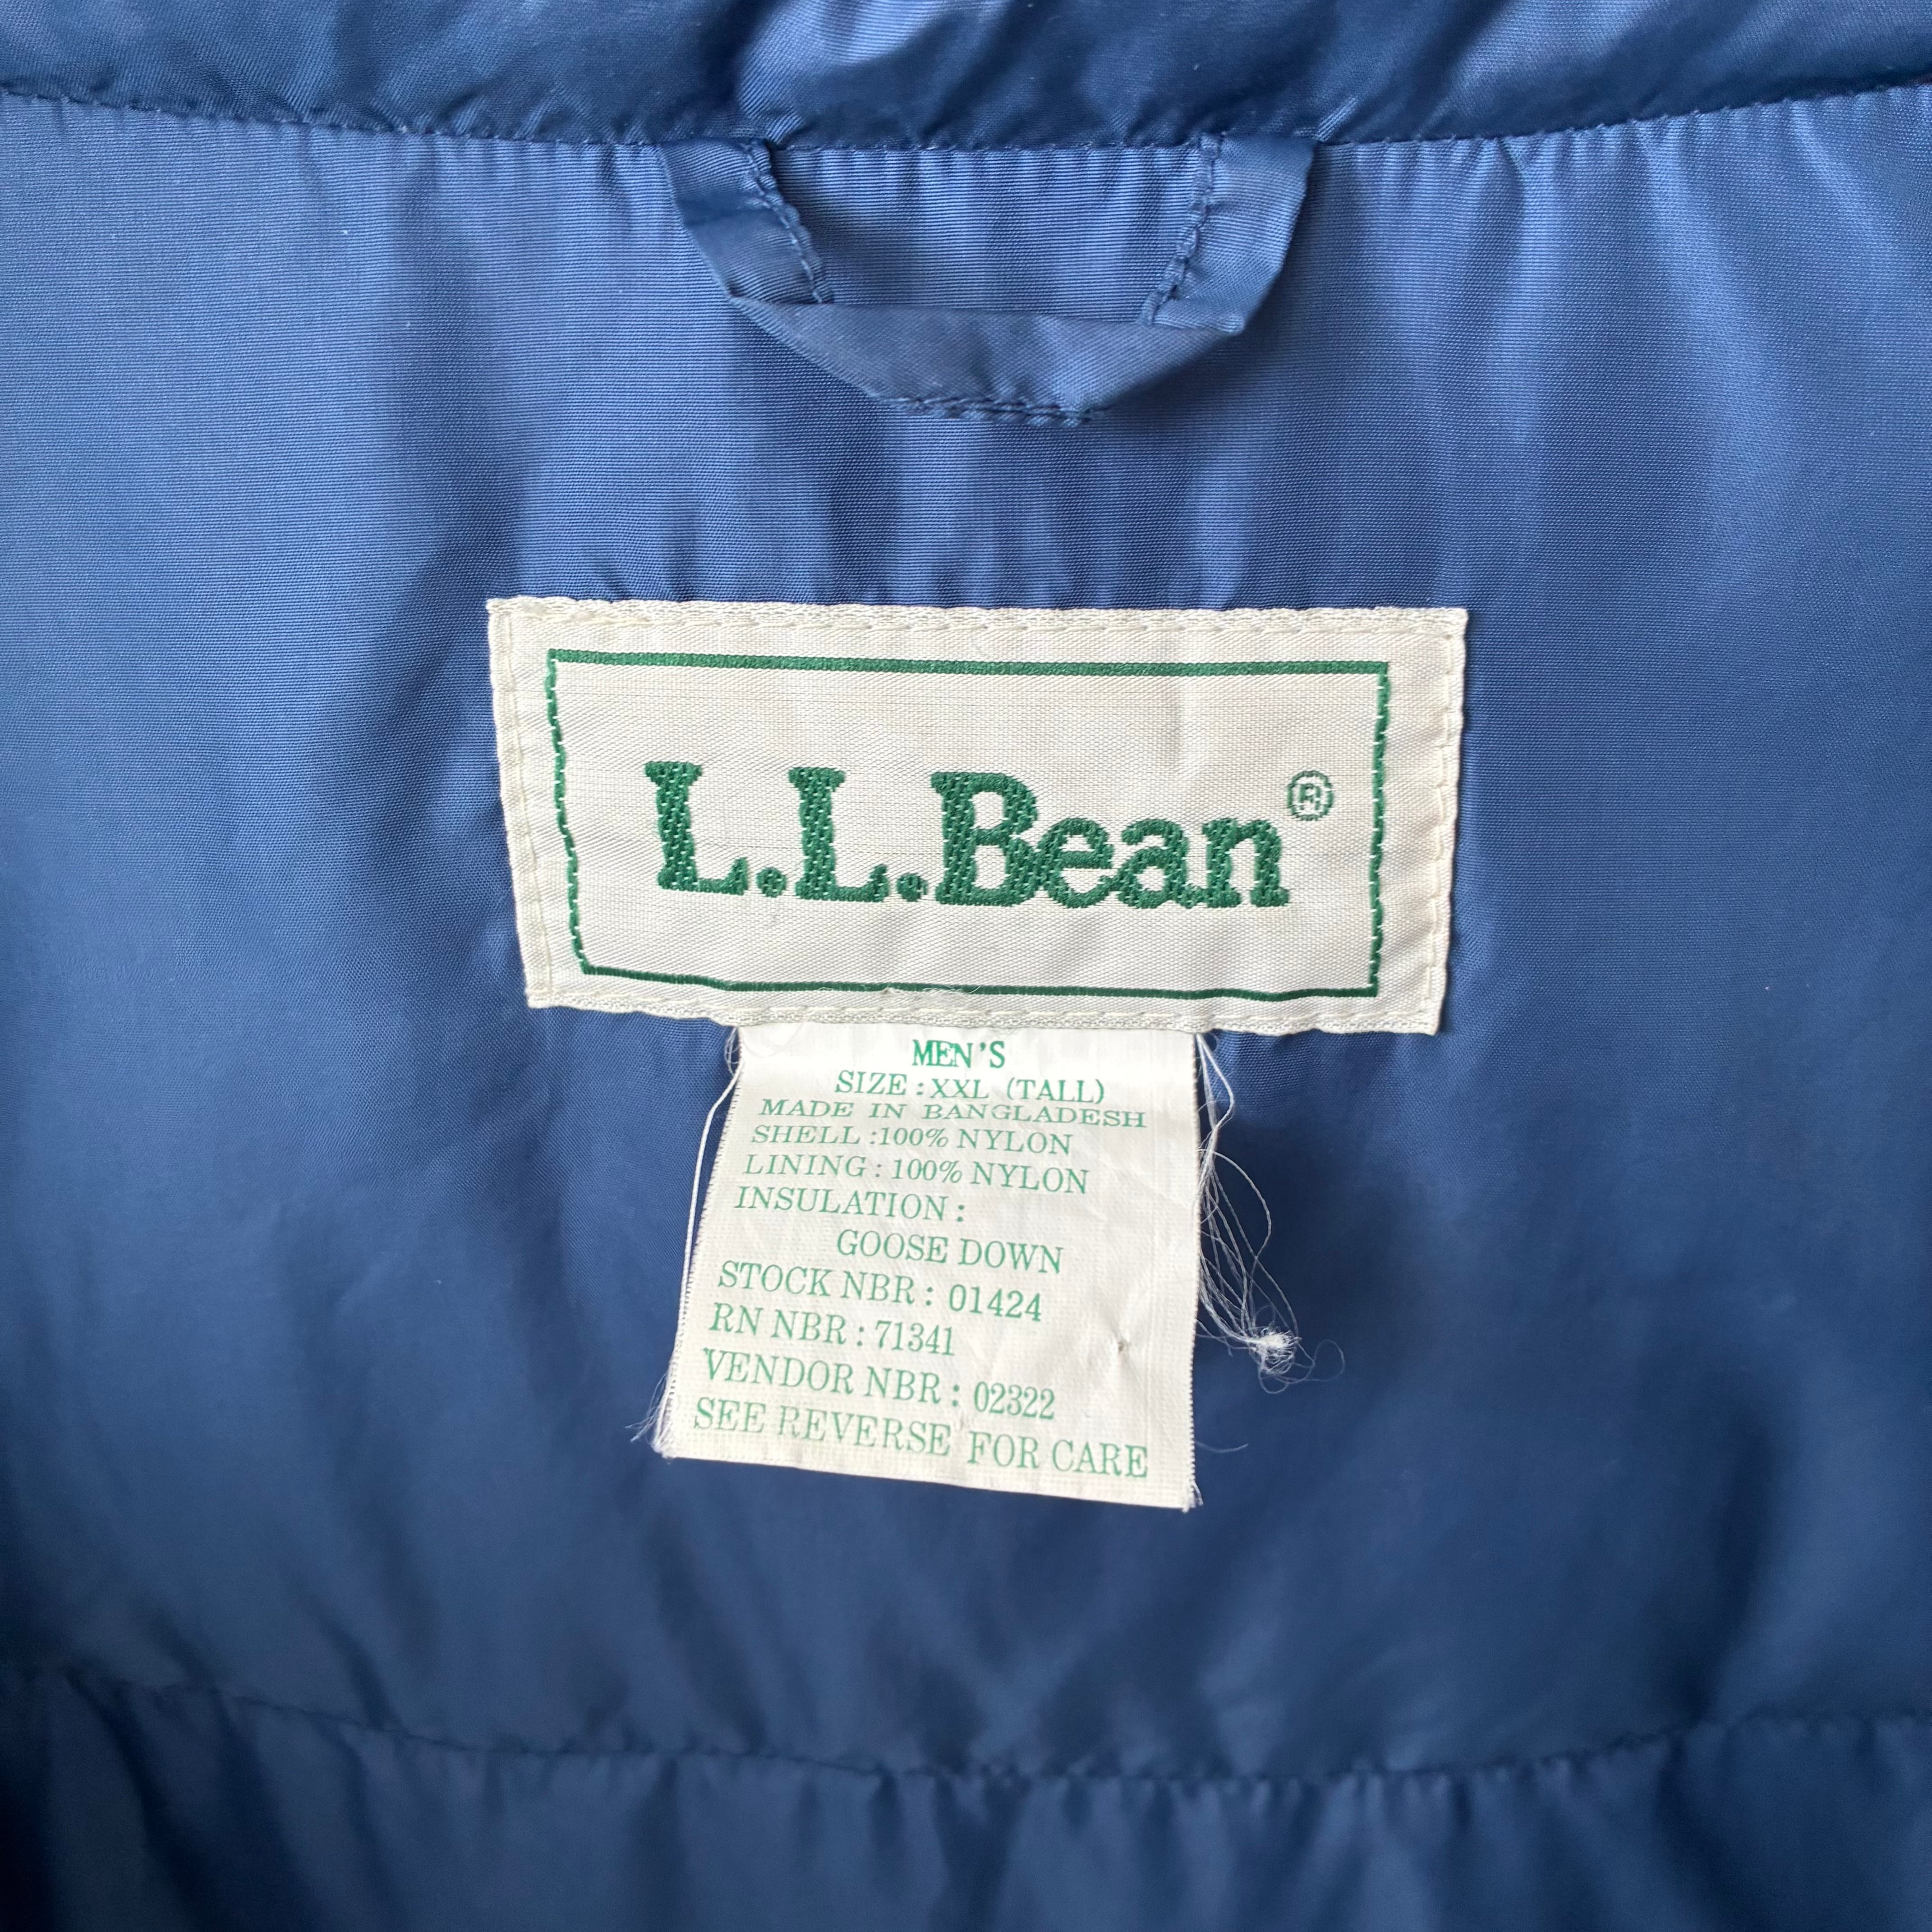 L.L.Bean®
MEN'S
SIZE : XXL (TALL)
MADE IN BANGLADESH
SHELL :100% NYLON
LINING : 100% NYLON
INSULATION :
GOOSE DOWN
STOCK NBR : 01424
RN NBR : 71341
VENDOR NBR : 02322
SEE REVERSE FOR CARE